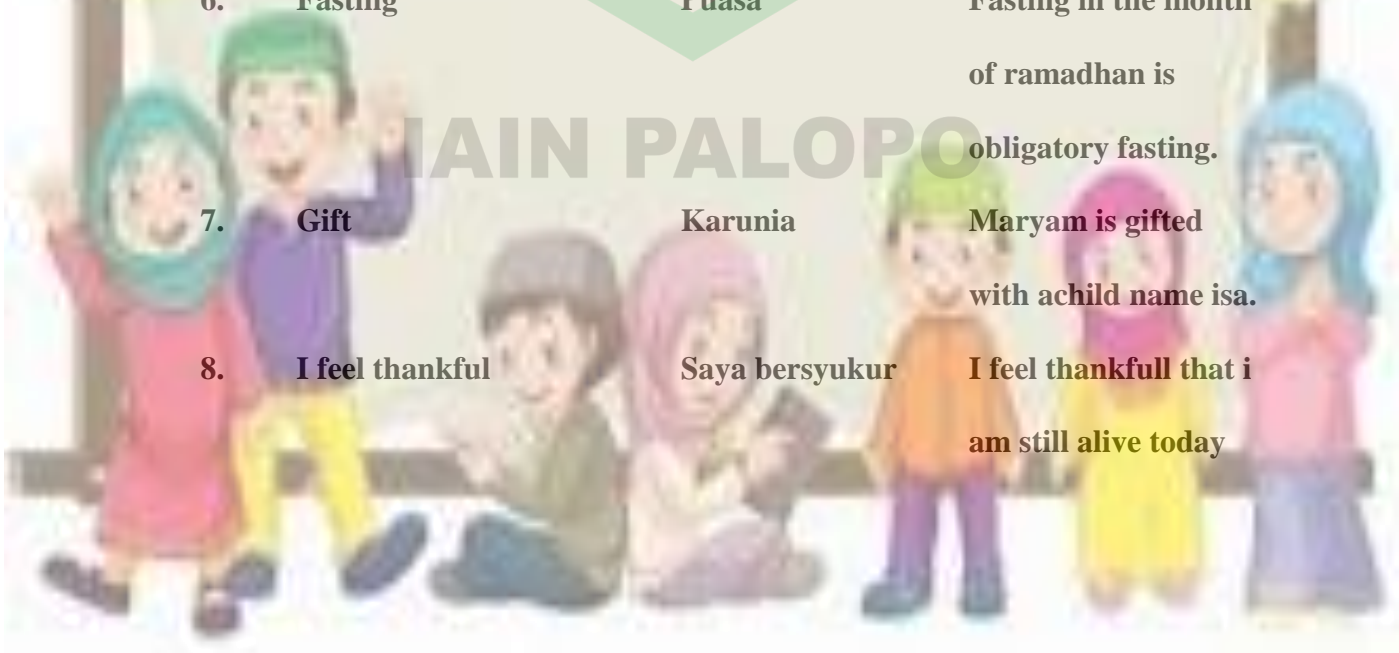 6. Fasting Puasa Fasting in the month
of ramadhan is
IAIN PALOPO
obligatory fasting.
7. Gift Karunia Maryam is gifted
with achild name isa.
8. I feel thankful Saya bersyukur I feel thankfull that i
am still alive today